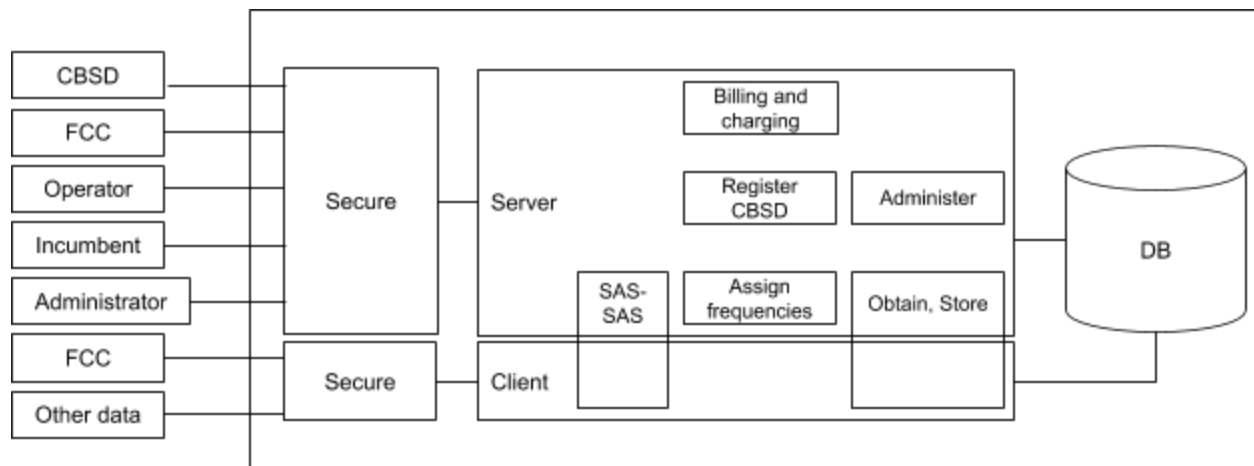 CBSD
FCC
Operator
Incumbent
Administrator
FCC
Other data
Secure
Secure
Server
Billing and
charging
Register
CBSD
Administer
SAS-
SAS
Assign
frequencies
Obtain, Store
Client
DB